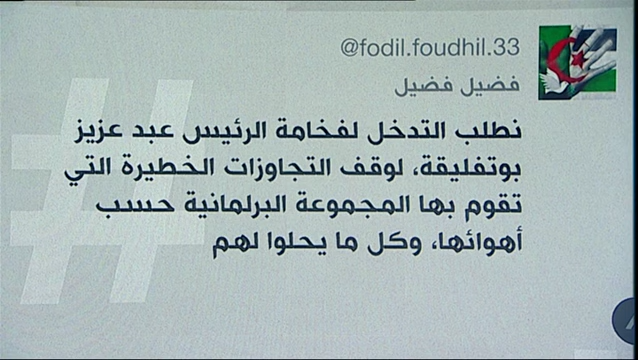 @fodil.foudhil.33
فضيل فضيل
نطلب التدخل لفخامة الرئيس عبد عزيز
بوتفليقة، لوقف التجاوزات الخطيرة التي
تقوم بها المجموعة البرلمانية حسب
أهوائها، وكل ما يحلوا لهم